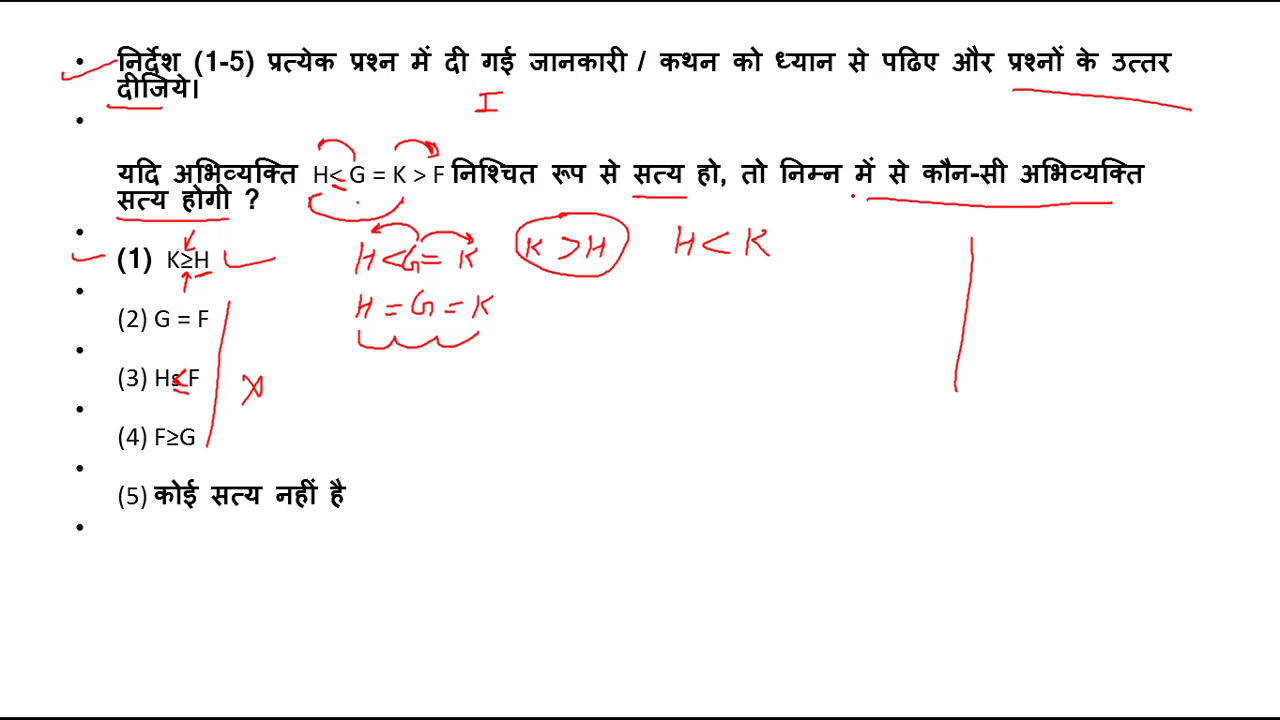 • निर्देश (1-5) प्रत्येक प्रश्न में दी गई जानकारी / कथन को ध्यान से पढिए और प्रश्नों के उत्तर
दीजिये।
I
•
यदि अभिव्यक्ति H≤ G = K > F निश्चित रूप से सत्य हो, तो निम्न में से कौन-सी अभिव्यक्ति
सत्य होगी ?
•
(1) K≥H H <G= K K >H H < K
•
(2) G = F H = G = K
•
(3) H≤ F
•
(4) F≥G
•
(5) कोई सत्य नहीं है
•